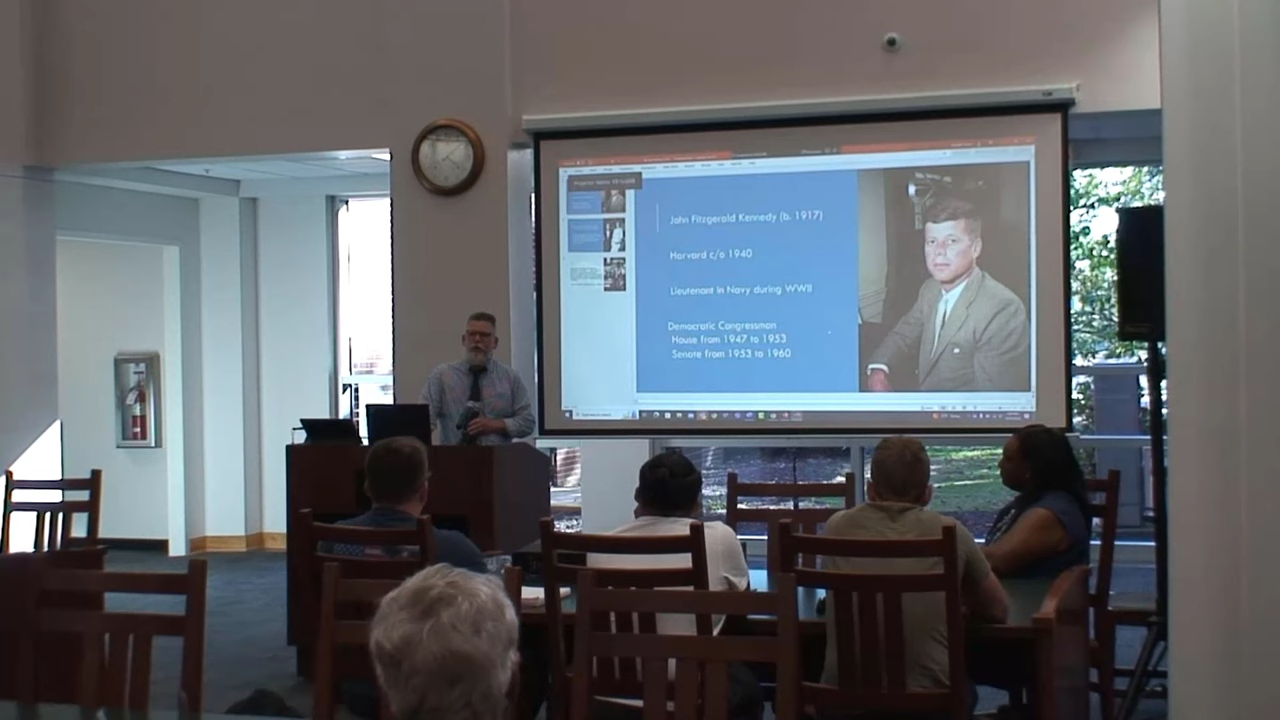 John Fitzgerald Kennedy (b. 1917)
Harvard c/o 1940
Lieutenant in Navy during WWII
Democratic Congressman
House from 1947 to 1953
Senate from 1953 to 1960